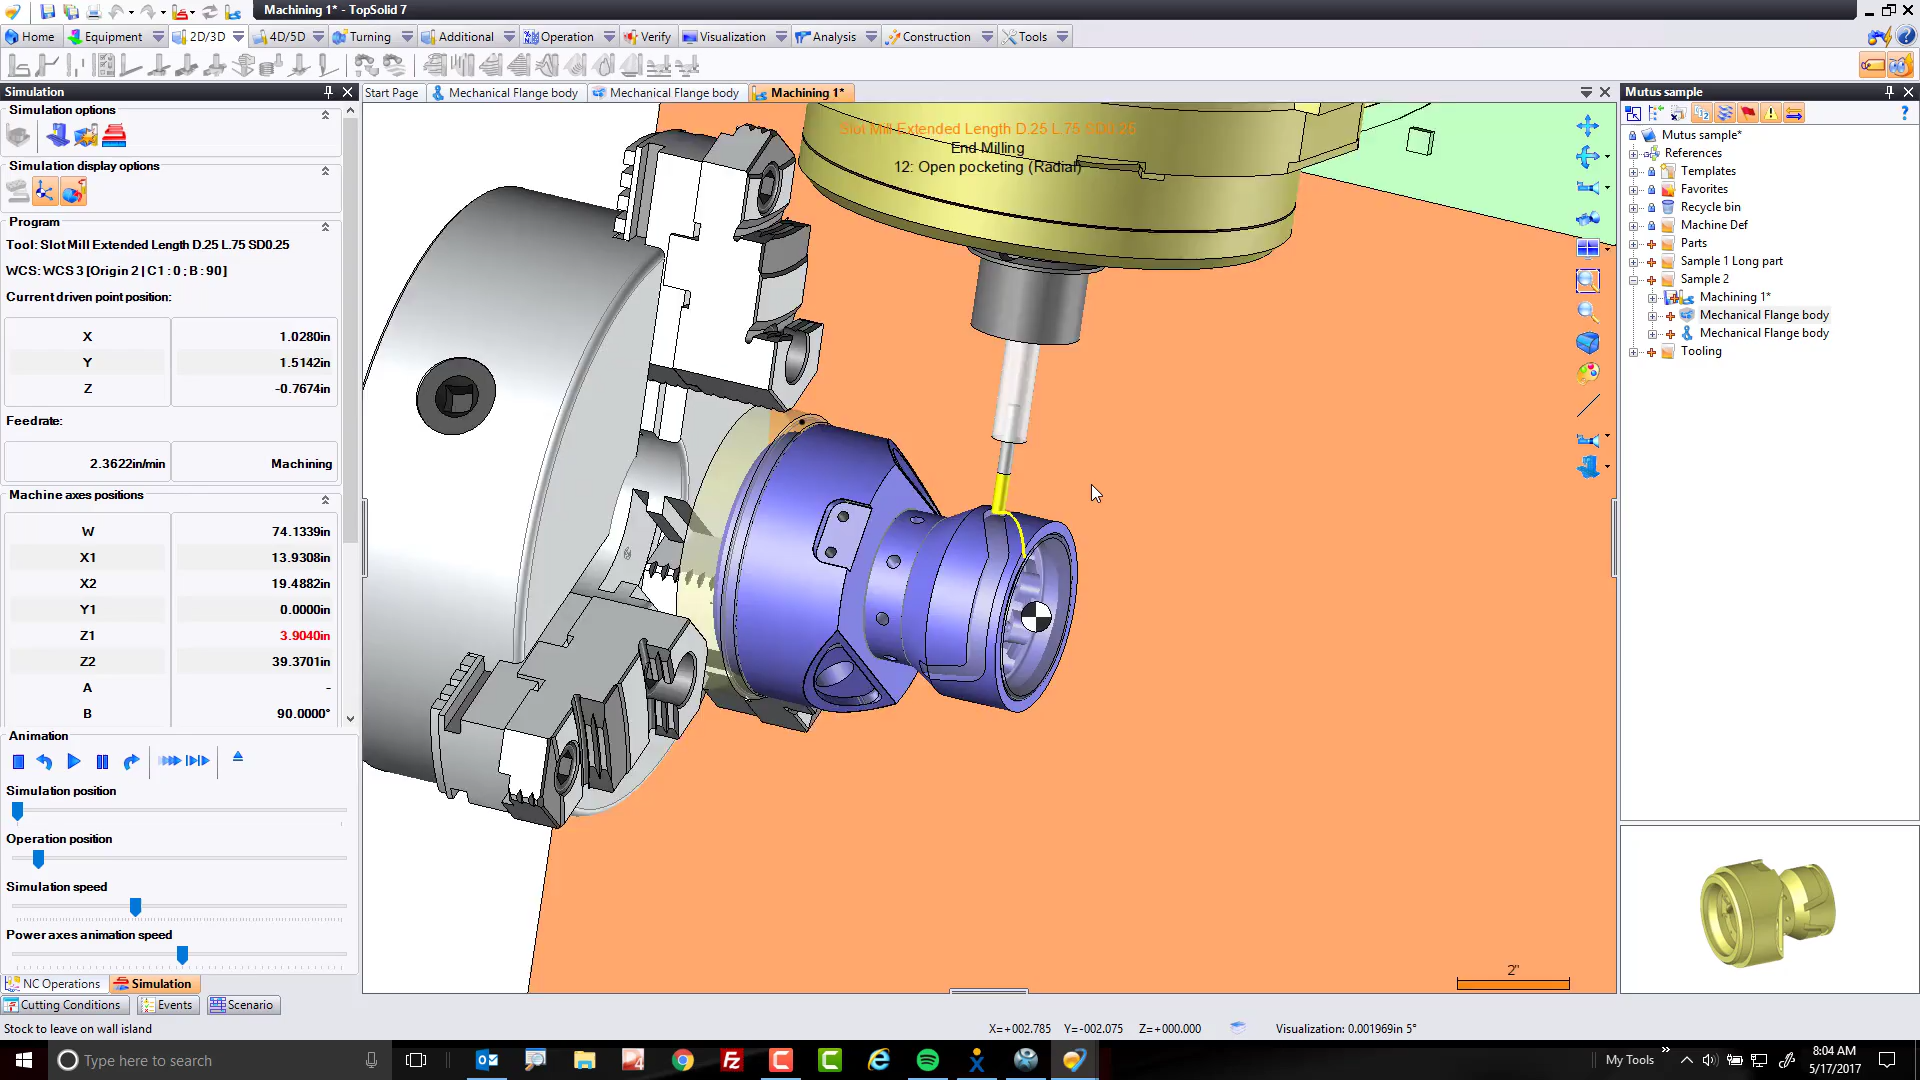 Machining 1* - TopSolid 7
Home Equipment 2D/3D 4D/5D Turning Additional Operation Verify Visualization Analysis Construction Tools
Simulation
Start Page Mechanical Flange body Mechanical Flange body Machining 1*
Mutus sample
Simulation options
Simulation display options
Program
Tool: Slot Mill Extended Length D.25 L.75 SD0.25
WCS: WCS 3 [Origin 2 | C1 : 0 ; B : 90]
Current driven point position:
X 1.0280in
Y 1.5142in
Z -0.7674in
Feedrate:
2.3622in/min Machining
Machine axes positions
W 74.1339in
X1 13.9308in
X2 19.4882in
Y1 0.0000in
Z1 3.9040in
Z2 39.3701in
A -
B 90.0000°
Animation
Simulation position
Operation position
Simulation speed
Power axes animation speed
NC Operations Simulation
Cutting Conditions Events Scenario
Slot Mill Extended Length D.25 L.75 SD0.25
End Milling
12: Open pocketing (Radial)
2"
Mutus sample*
References
Templates
Favorites
Recycle bin
Machine Def
Parts
Sample 1 Long part
Sample 2
Machining 1*
Mechanical Flange body
Mechanical Flange body
Tooling
Stock to leave on wall island
X=+002.785 Y=-002.075 Z=+000.000 Visualization: 0.001969in 5°
Type here to search
My Tools
8:04 AM
5/17/2017